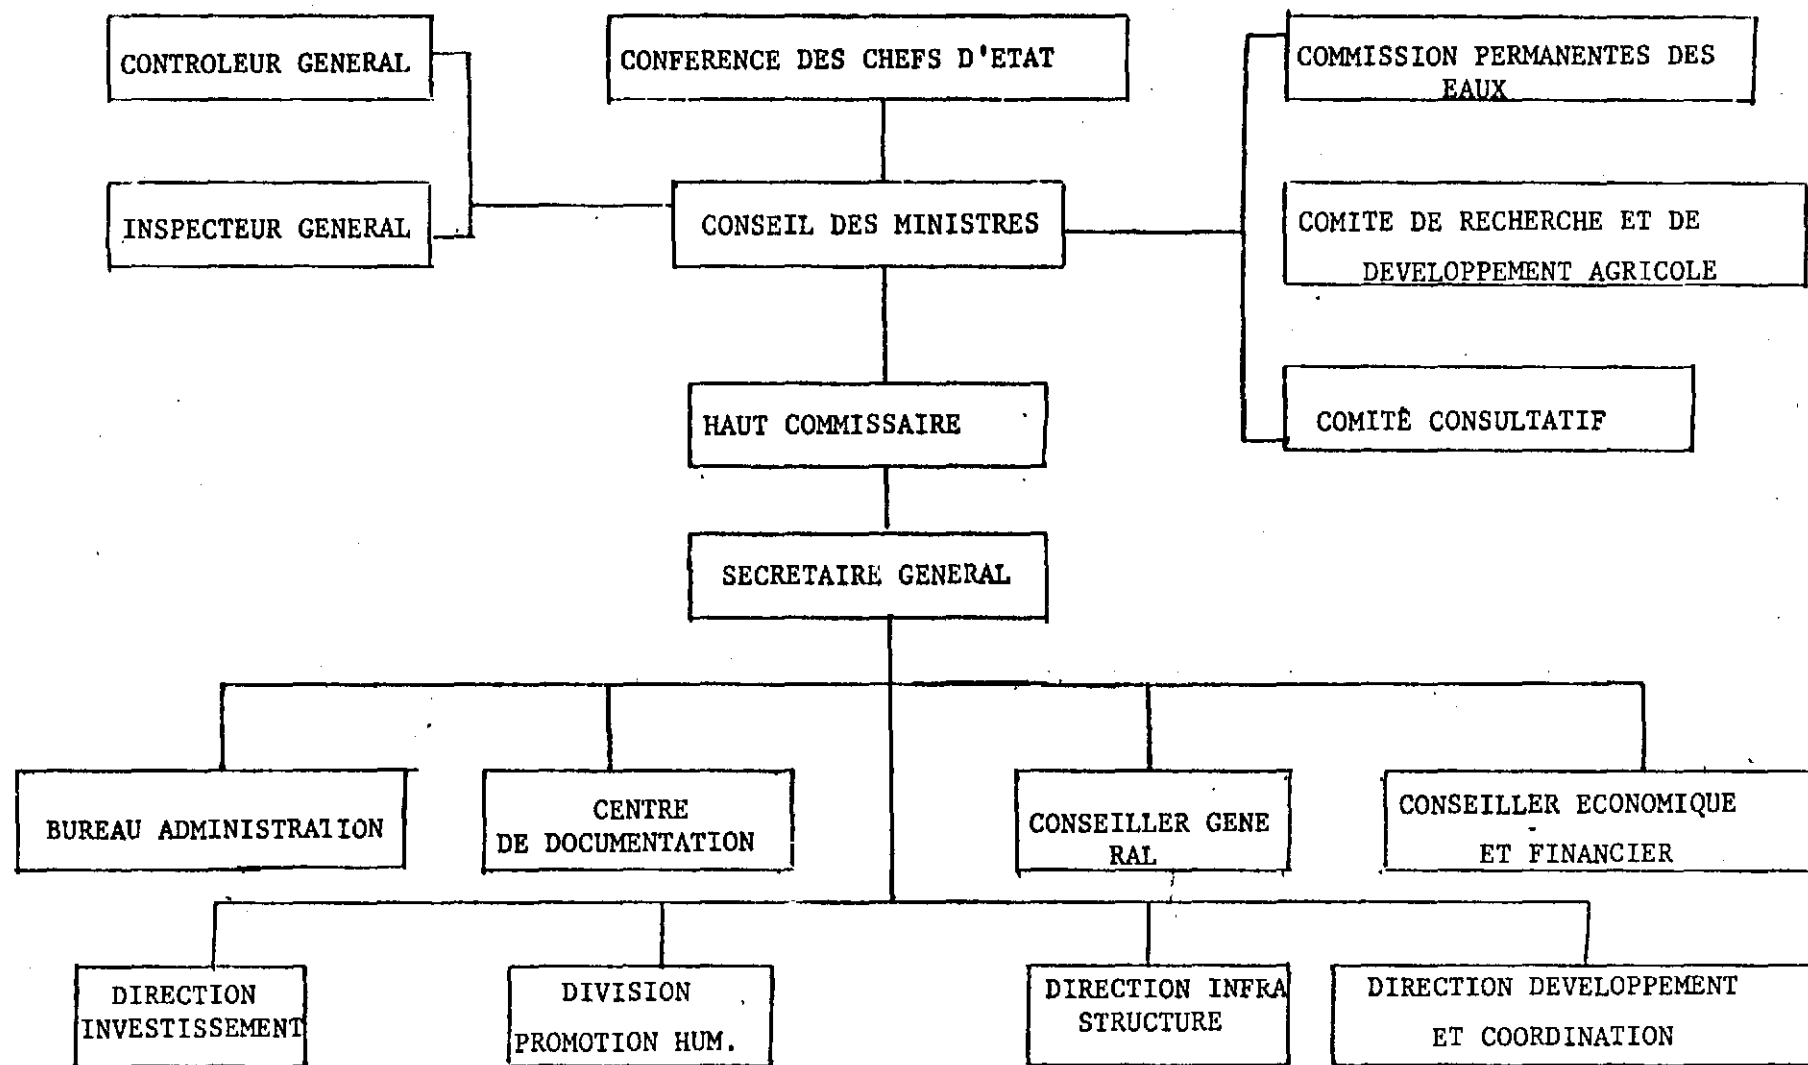 CONTROLEUR GENERAL
CONFERENCE DES CHEFS D'ETAT
COMMISSION PERMANENTES DES
EAUX
INSPECTEUR GENERAL
CONSEIL DES MINISTRES
COMITE DE RECHERCHE ET DE
DEVELOPPEMENT AGRICOLE
HAUT COMMISSAIRE
COMITÊ CONSULTATIF
SECRETAIRE GENERAL
BUREAU ADMINISTRATION
CENTRE
DE DOCUMENTATION
CONSEILLER GENE
RAL
CONSEILLER ECONOMIQUE
ET FINANCIER
DIRECTION
INVESTISSEMENT
DIVISION
PROMOTION HUM.
DIRECTION INFRA
STRUCTURE
DIRECTION DEVELOPPEMENT
ET COORDINATION